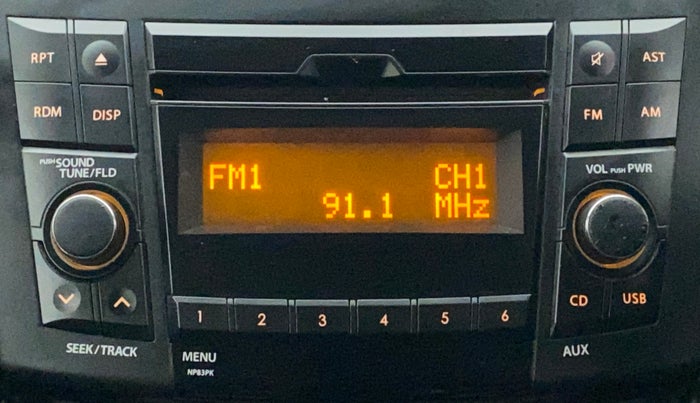 RPT
AST
RDM
DISP
FM
AM
PUSH SOUND
TUNE/FLD
VOL PUSH PWR
FM1 CH1
91.1 MHz
CD
USB
1 2 3 4 5 6
SEEK/TRACK
MENU
AUX
NP83PK